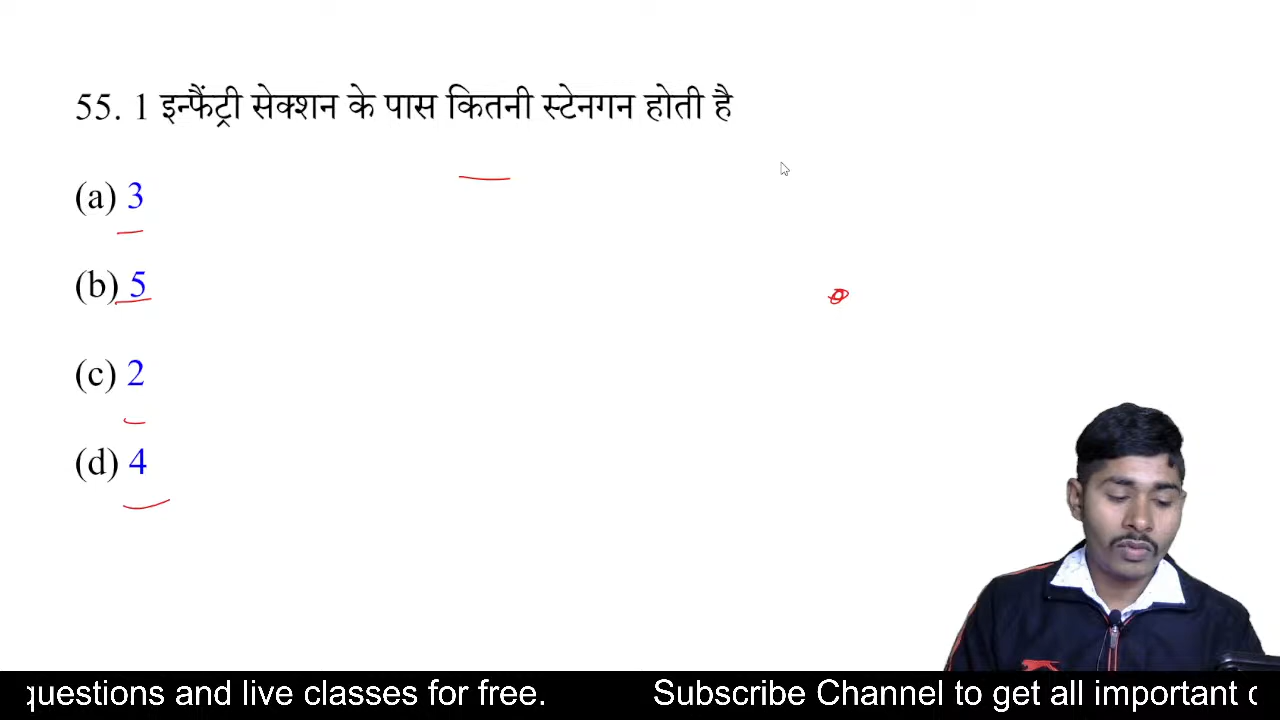 55. 1 इन्फैंट्री सेक्शन के पास कितनी स्टेनगन होती है
(a) 3
(b) 5
(c) 2
(d) 4
questions and live classes for free. Subscribe Channel to get all important